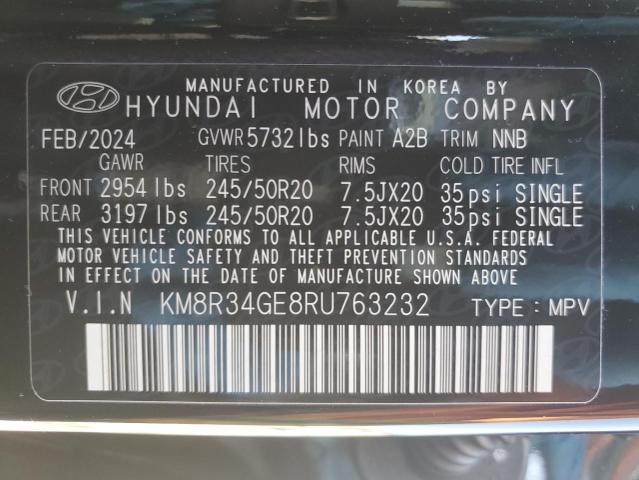 MANUFACTURED IN KOREA BY
HYUNDAI MOTOR COMPANY
FEB/2024 GVWR 5732lbs PAINT A2B TRIM NNB
GAWR TIRES RIMS COLD TIRE INFL
FRONT 2954lbs 245/50R20 7.5JX20 35psi SINGLE
REAR 3197lbs 245/50R20 7.5JX20 35psi SINGLE
THIS VEHICLE CONFORMS TO ALL APPLICABLE U.S.A. FEDERAL
MOTOR VEHICLE SAFETY AND THEFT PREVENTION STANDARDS
IN EFFECT ON THE DATE OF MANUFACTURE SHOWN ABOVE
V.I.N KM8R34GE8RU763232 TYPE : MPV